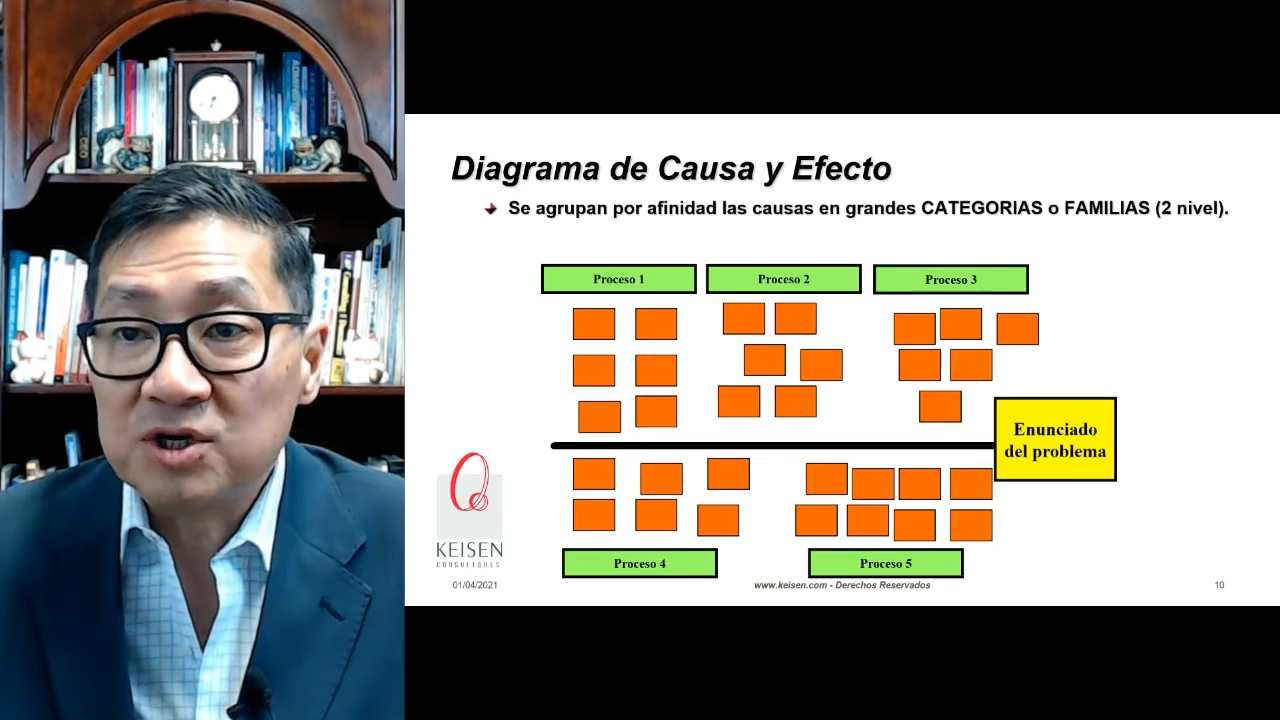 Diagrama de Causa y Efecto
Se agrupan por afinidad las causas en grandes CATEGORIAS o FAMILIAS (2 nivel).
Proceso 1
Proceso 2
Proceso 3
Enunciado
del problema
Proceso 4
Proceso 5
KEISEN
CONSULTORES
01/04/2021
www.keisen.com - Derechos Reservados
10